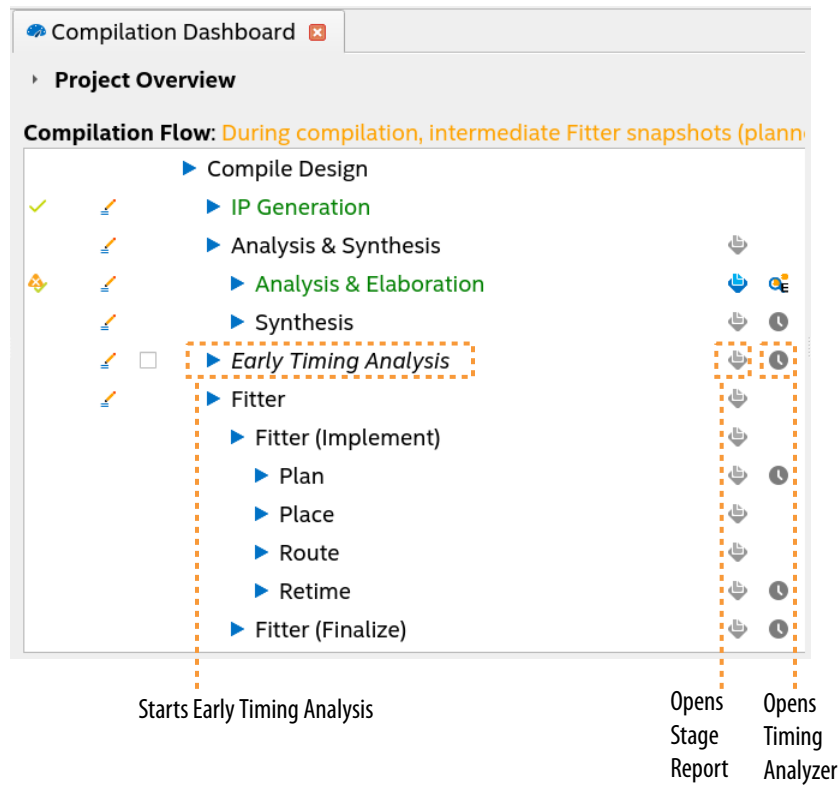 Compilation Dashboard
Project Overview
Compilation Flow: During compilation, intermediate Fitter snapshots (plann
Compile Design
IP Generation
Analysis & Synthesis
Analysis & Elaboration
Synthesis
Early Timing Analysis
Fitter
Fitter (Implement)
Plan
Place
Route
Retime
Fitter (Finalize)
Starts Early Timing Analysis
Opens
Stage
Report
Opens
Timing
Analyzer